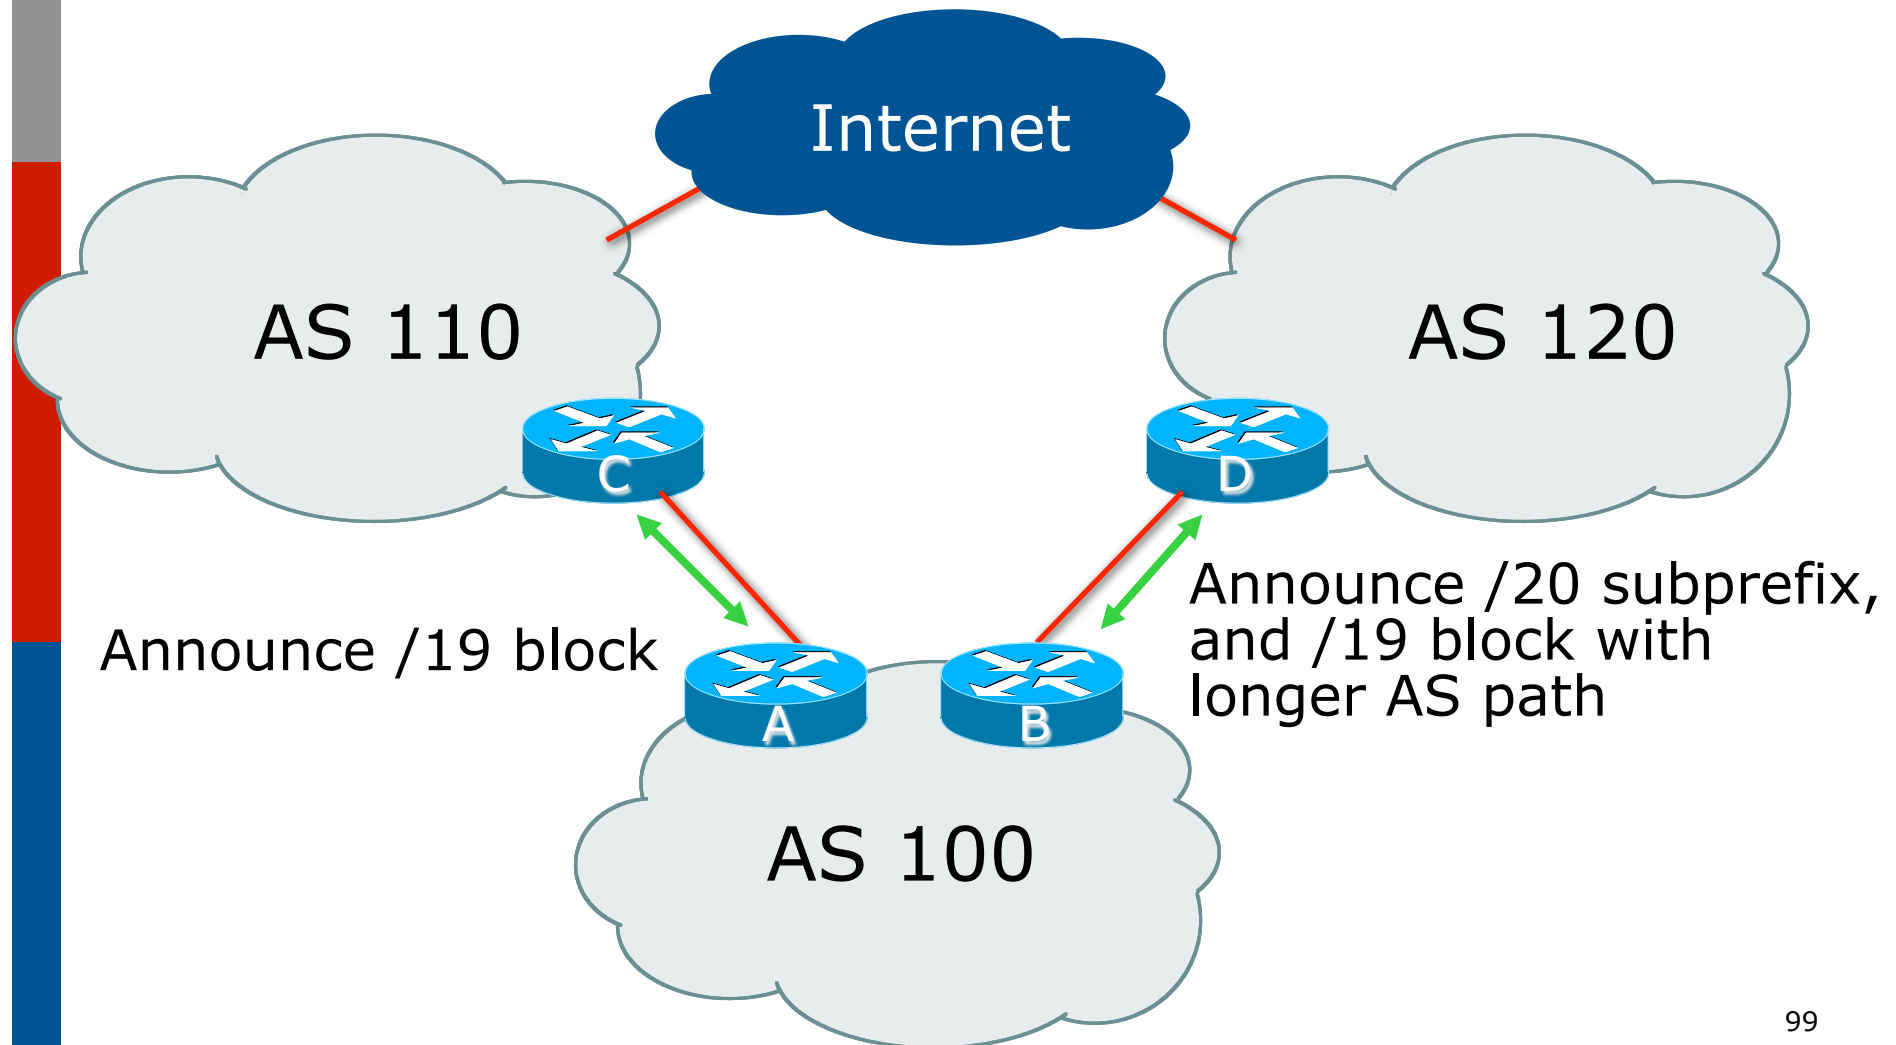 Internet
AS 110
AS 120
C
D
Announce /20 subprefix,
and /19 block with
longer AS path
Announce /19 block
A
B
AS 100
99